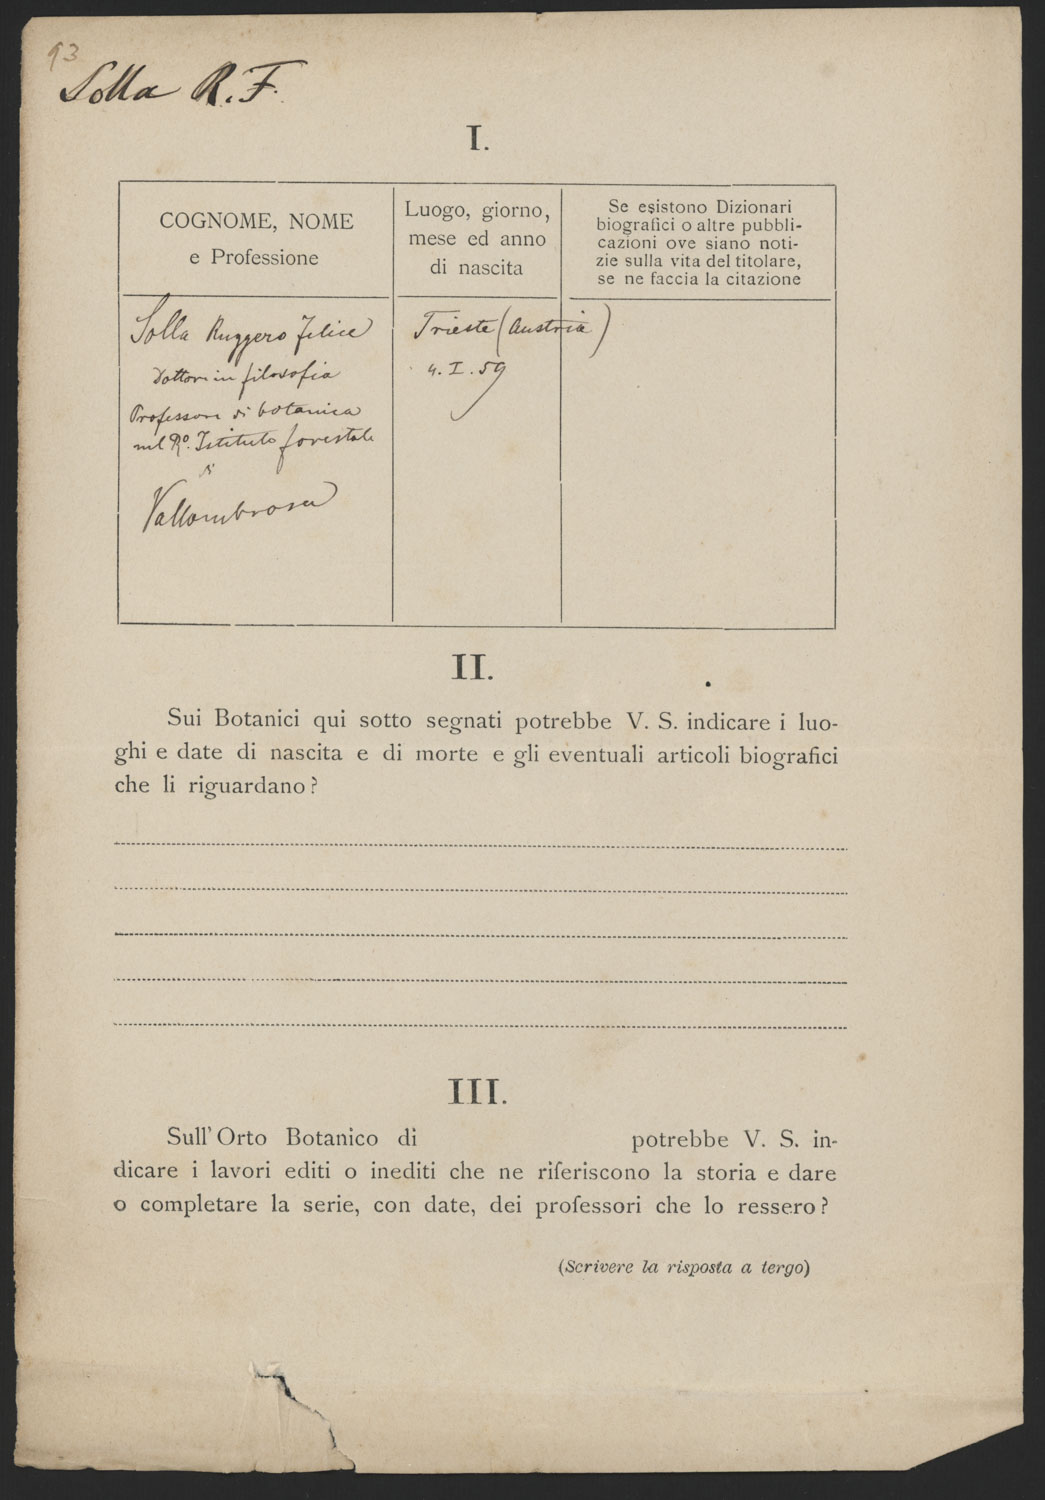 93
Solla R. F.
I.
COGNOME, NOME
e Professione
Luogo, giorno,
mese ed anno
di nascita
Se esistono Dizionari
biografici o altre pubbli-
cazioni ove siano noti-
zie sulla vita del titolare,
se ne faccia la citazione
Solla Ruggero Felice
Dottore in filosofia
Professore di botanica
nel Rº. Istituto forestale
di
Vallombrosa
Trieste (Austria)
4. I. 59
II.
Sui Botanici qui sotto segnati potrebbe V. S. indicare i luo-
ghi e date di nascita e di morte e gli eventuali articoli biografici
che li riguardano?
III.
Sull' Orto Botanico di potrebbe V. S. in-
dicare i lavori editi o inediti che ne riferiscono la storia e dare
o completare la serie, con date, dei professori che lo ressero?
(Scrivere la risposta a tergo)